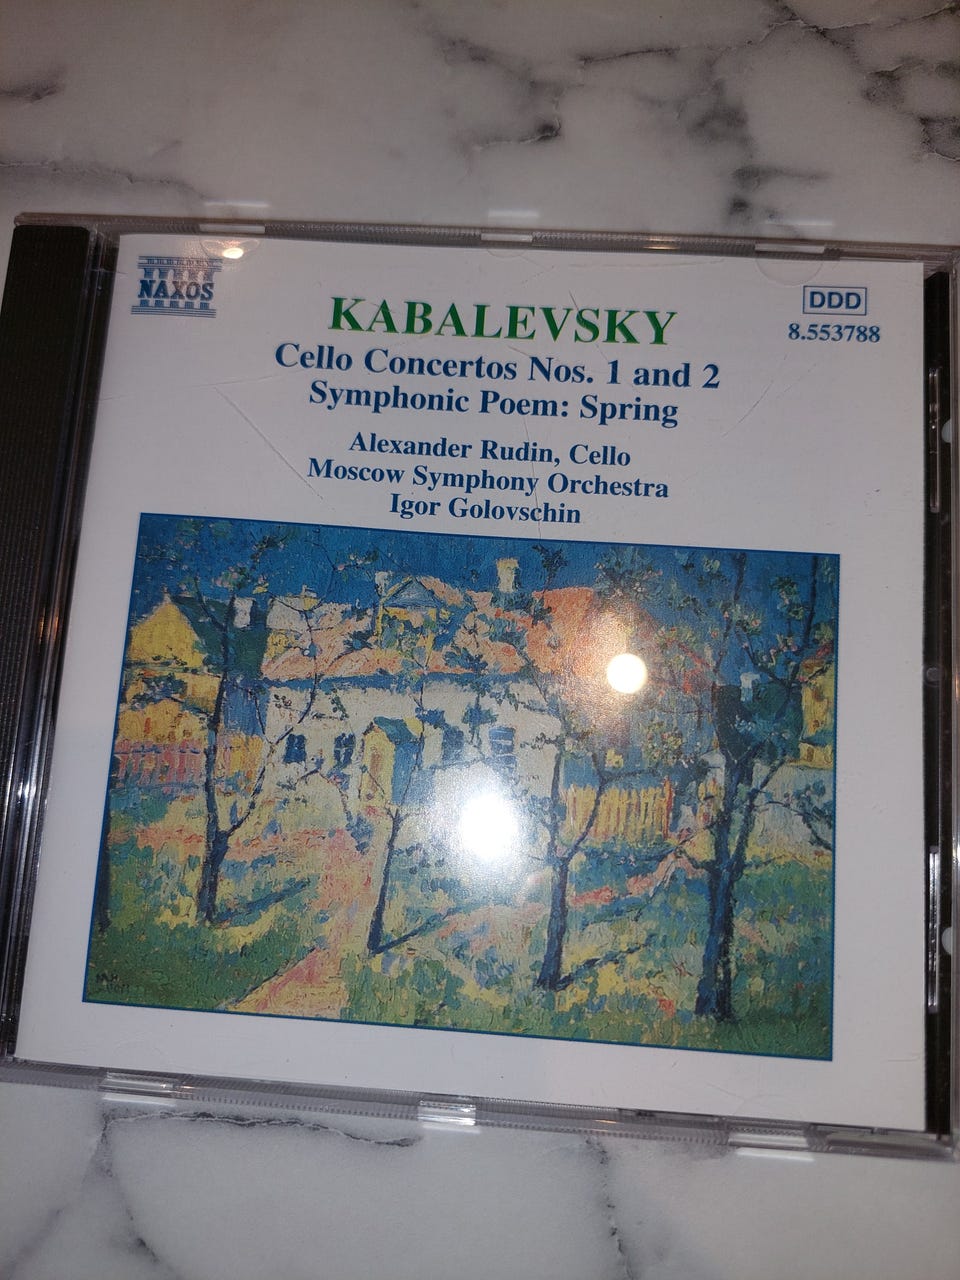 NAXOS
DDD
8.553788
KABALEVSKY
Cello Concertos Nos. 1 and 2
Symphonic Poem: Spring
Alexander Rudin, Cello
Moscow Symphony Orchestra
Igor Golovschin